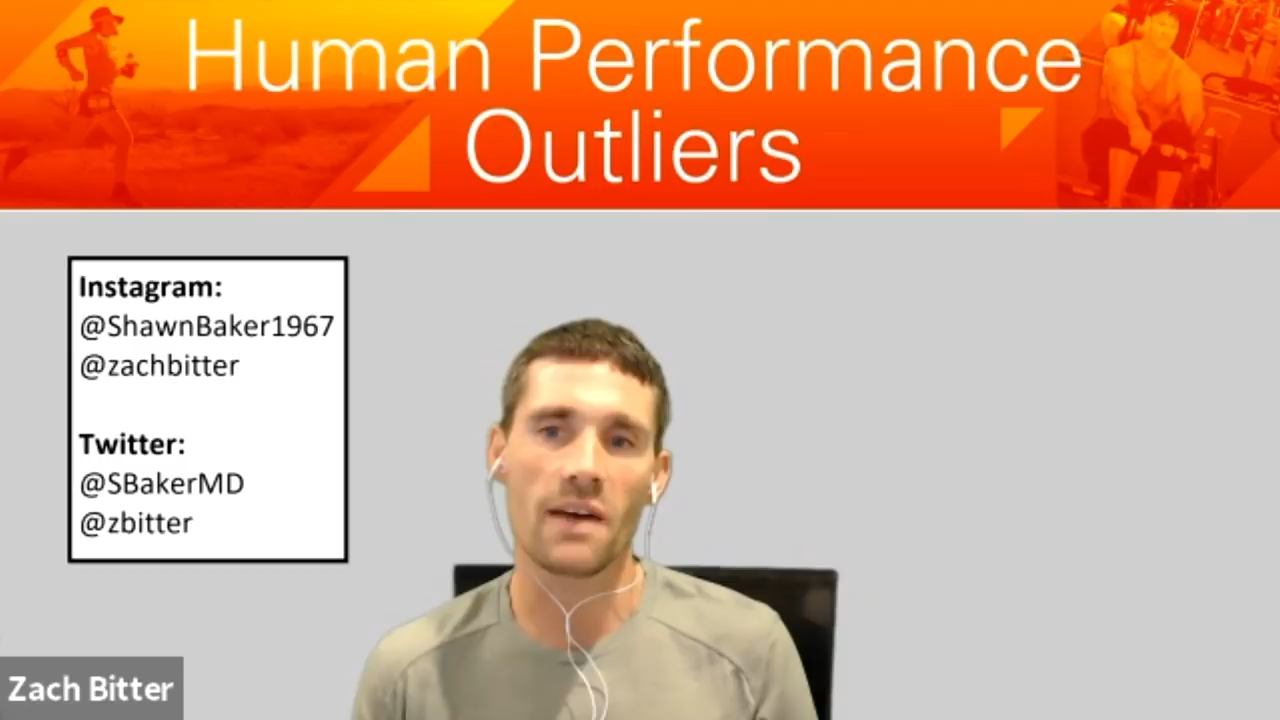 Human Performance
Outliers
Instagram:
@ShawnBaker1967
@zachbitter
Twitter:
@SBakerMD
@zbitter
Zach Bitter